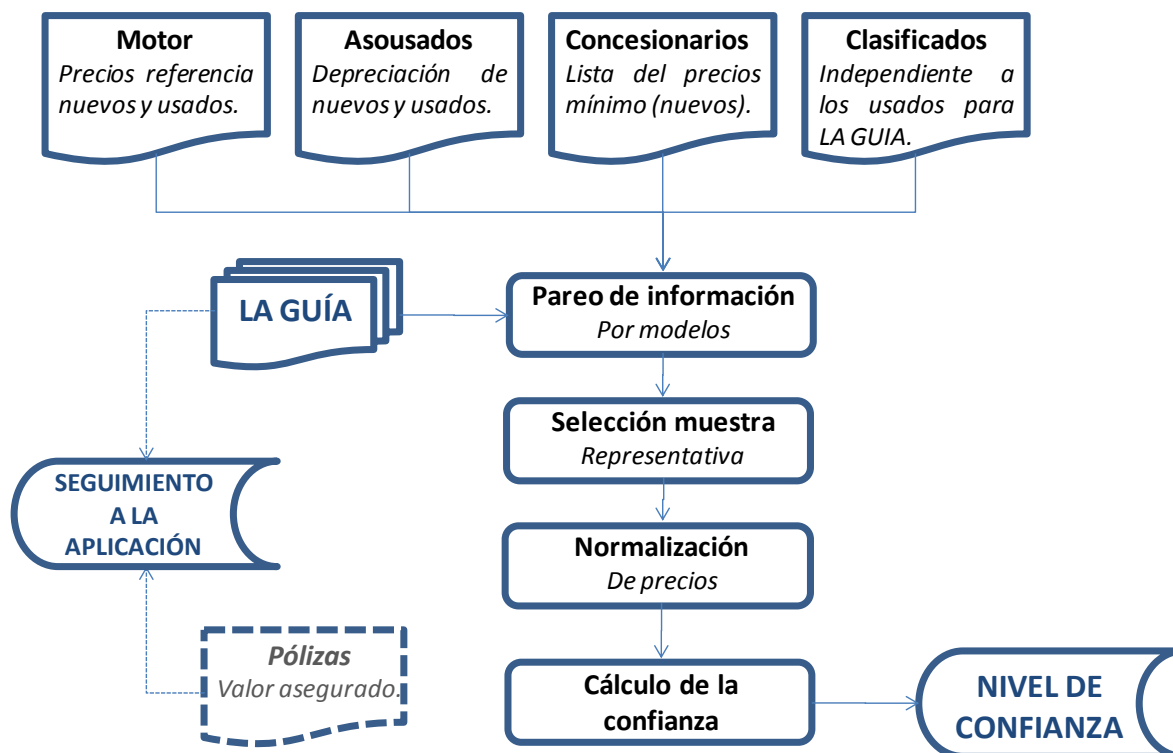 Motor
Precios referencia
nuevos y usados.
Asousados
Depreciación de
nuevos y usados.
Concesionarios
Lista del precios
mínimo (nuevos).
Clasificados
Independiente a
los usados para
LA GUIA.
LA GUÍA
Pareo de información
Por modelos
Selección muestra
Representativa
SEGUIMIENTO
A LA
APLICACIÓN
Normalización
De precios
Pólizas
Valor asegurado.
Cálculo de la
confianza
NIVEL DE
CONFIANZA